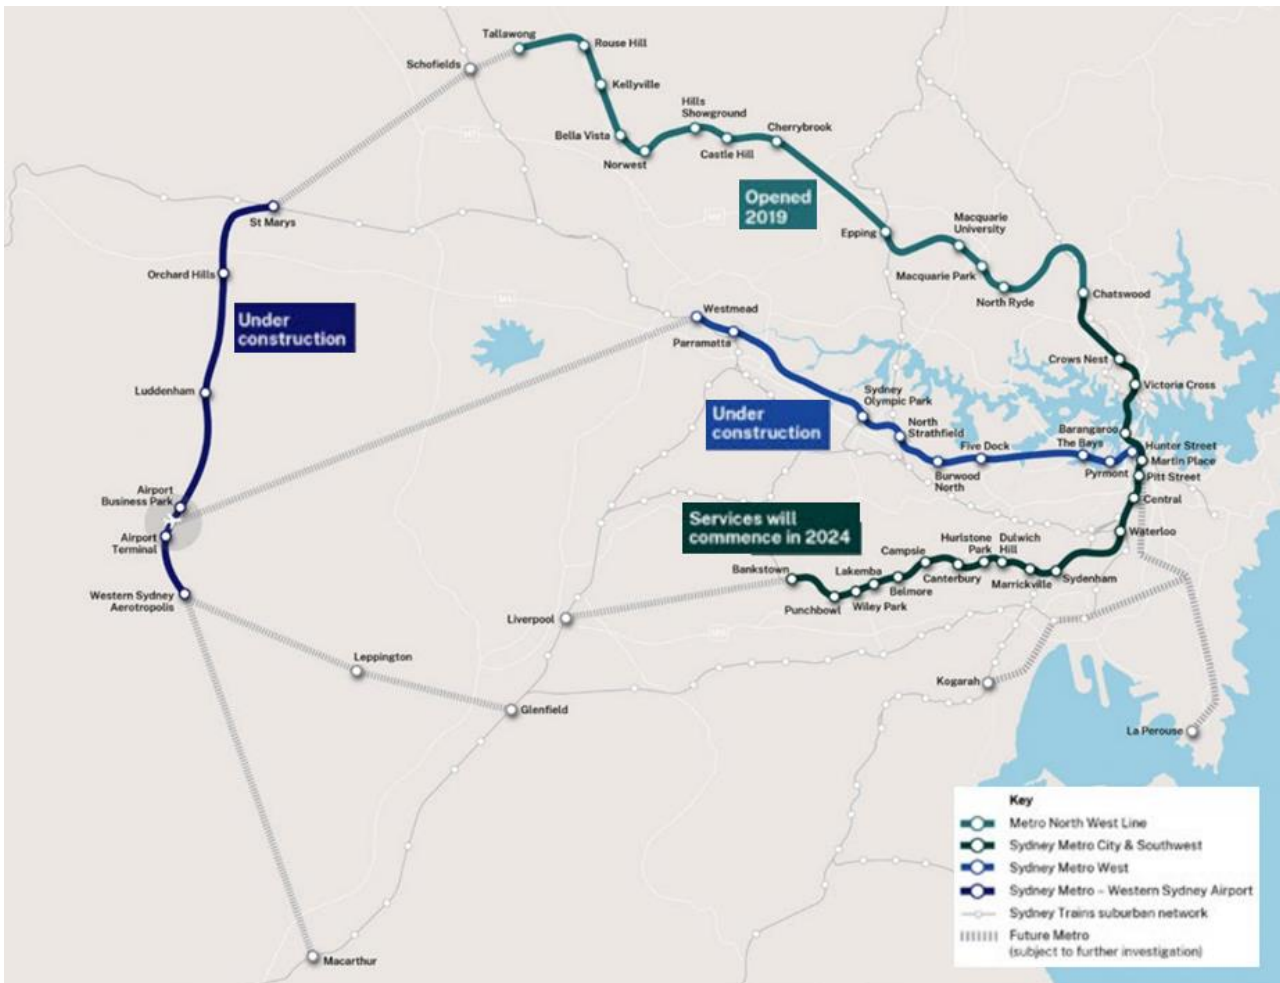 Tallawong
Rouse Hill
Schofields
Kellyville
Hills
Showground
Cherrybrook
Bella Vista
Norwest
Castle Hill
Opened
2019
St Marys
Epping
Macquarie
University
Macquarie Park
North Ryde
Chatswood
Orchard Hills
Under
construction
Westmead
Parramatta
Crows Nest
Victoria Cross
Luddenham
Sydney
Olympic Park
Under
construction
North
Strathfield
Five Dock
Burwood
North
Barangaroo
The Bays
Pyrmont
Hunter Street
Martin Place
Pitt Street
Central
Waterloo
Airport
Business Park
Airport
Terminal
Services will
commence in 2024
Bankstown
Punchbowl
Lakemba
Wiley Park
Campsie
Belmore
Canterbury
Hurlstone
Park
Dulwich
Hill
Marrickville
Sydenham
Western Sydney
Aerotropolis
Liverpool
Leppington
Glenfield
Kogarah
La Perouse
Macarthur
Key
Metro North West Line
Sydney Metro City & Southwest
Sydney Metro West
Sydney Metro – Western Sydney Airport
Sydney Trains suburban network
Future Metro
(subject to further investigation)